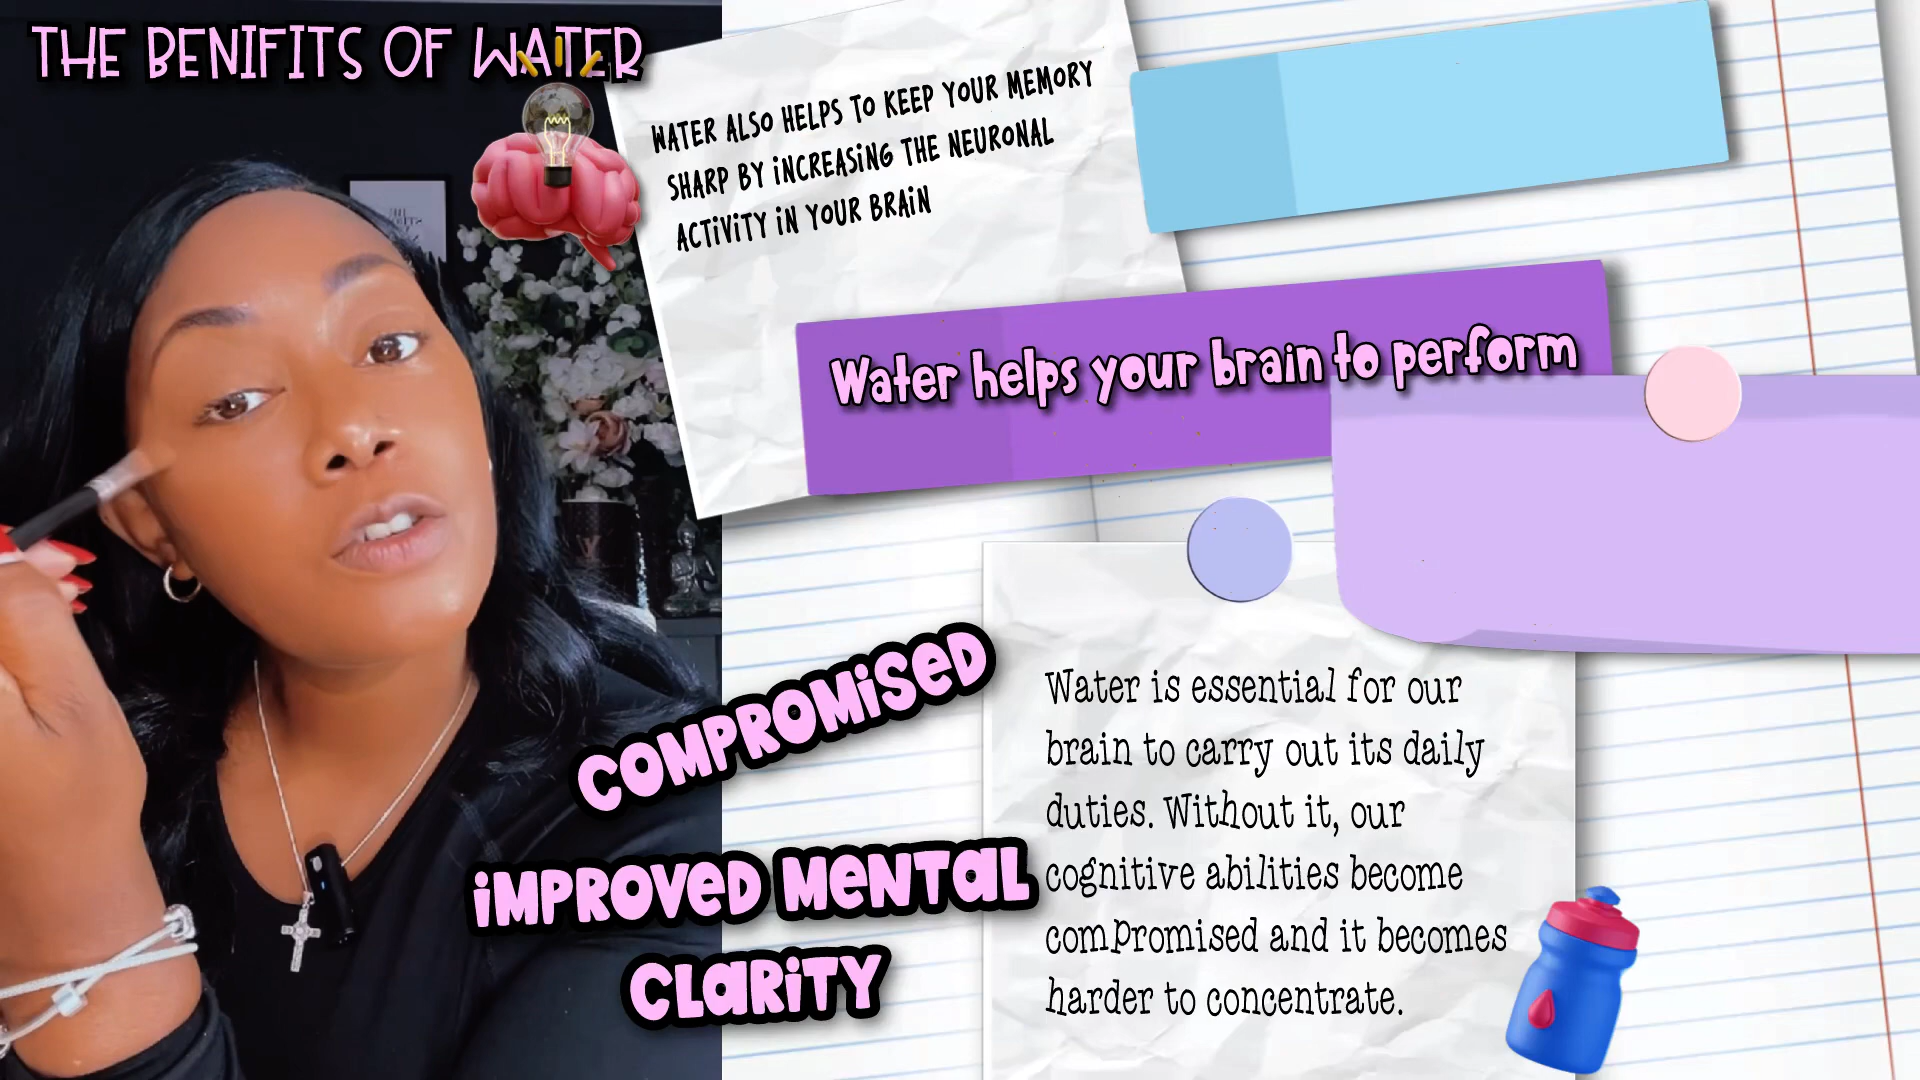 THE BENIFITS OF WATER
WATER ALSO HELPS TO KEEP YOUR MEMORY
SHARP BY INCREASING THE NEURONAL
ACTIVITY IN YOUR BRAIN
Water helps your brain to perform
COMPROMISED
IMPROVED MENTAL
CLARITY
Water is essential for our
brain to carry out its daily
duties. Without it, our
cognitive abilities become
compromised and it becomes
harder to concentrate.